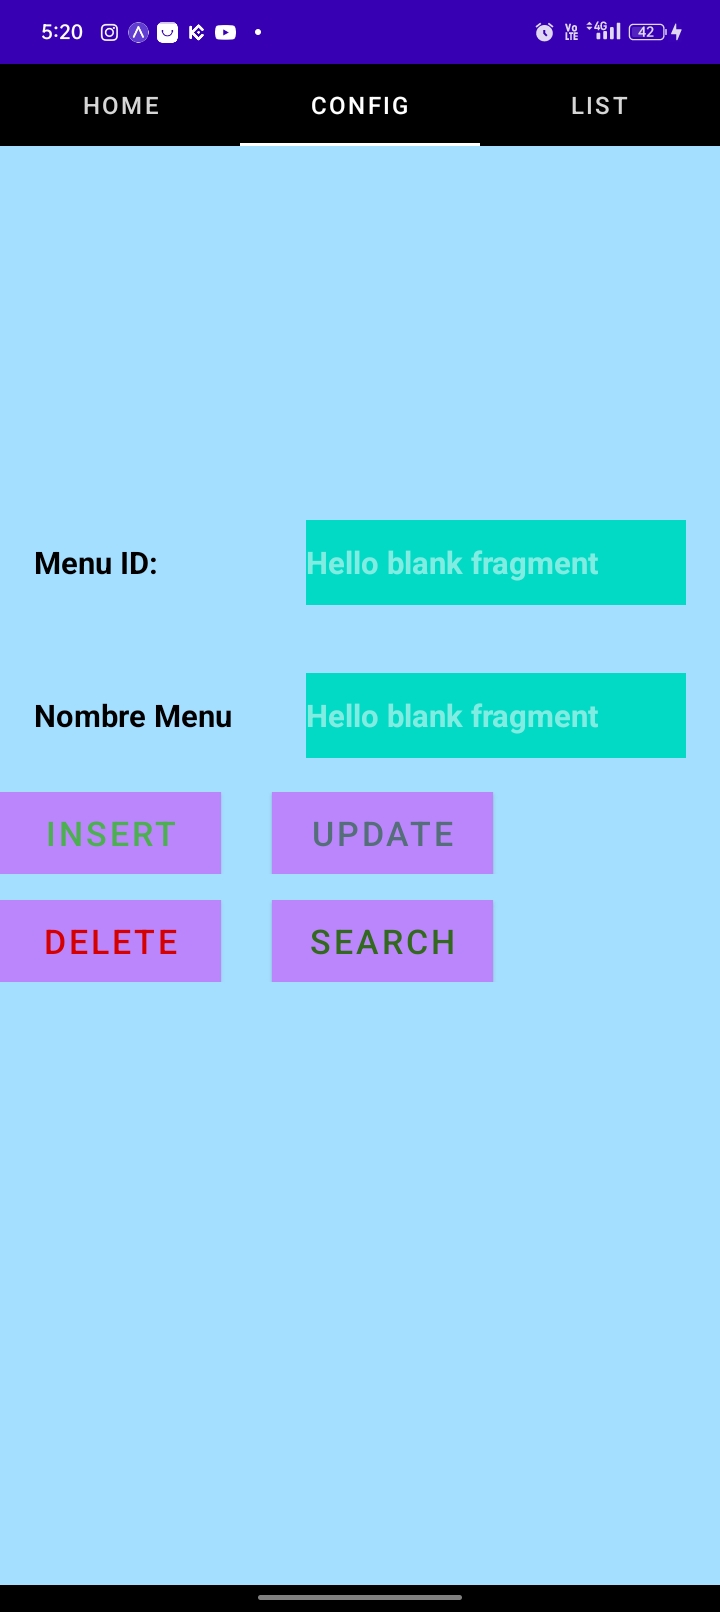 5:20 Vo LTE 4G 42
HOME CONFIG LIST
Menu ID: Hello blank fragment
Nombre Menu Hello blank fragment
INSERT UPDATE
DELETE SEARCH